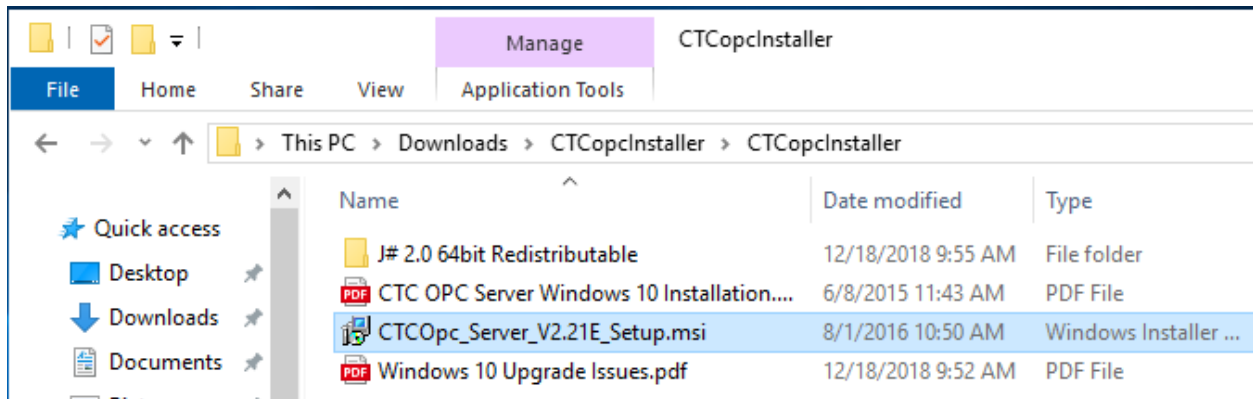 Manage CTCopcInstaller
File Home Share View Application Tools
This PC > Downloads > CTCopcInstaller > CTCopcInstaller
Name Date modified Type
Quick access
J# 2.0 64bit Redistributable 12/18/2018 9:55 AM File folder
Desktop
PDF CTC OPC Server Windows 10 Installation.... 6/8/2015 11:43 AM PDF File
Downloads
CTCOpc_Server_V2.21E_Setup.msi 8/1/2016 10:50 AM Windows Installer ...
Documents
PDF Windows 10 Upgrade Issues.pdf 12/18/2018 9:52 AM PDF File